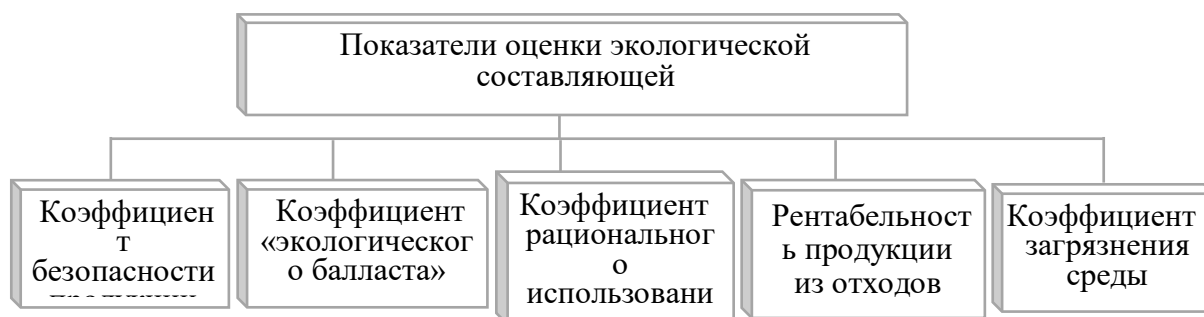 Показатели оценки экологической
составляющей
Коэффициен
т
безопасности
Коэффициент
«экологическог
о балласта»
Коэффициент
рациональног
о
использовани
Рентабельност
ь продукции
из отходов
Коэффициент
загрязнения
среды